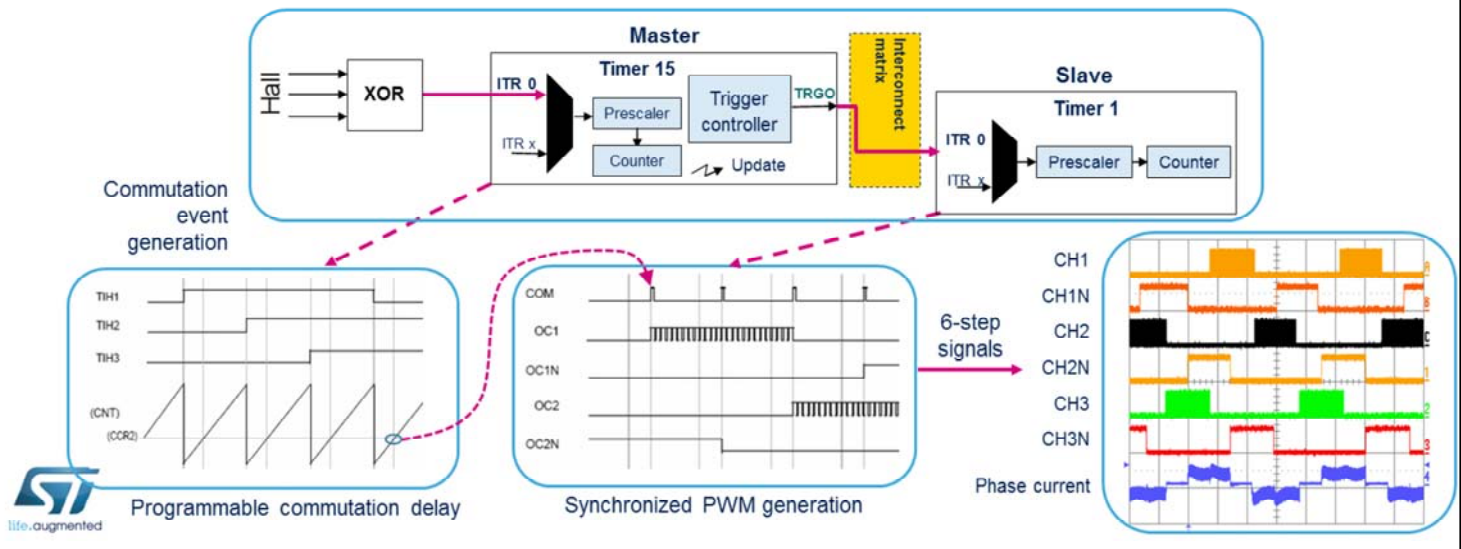 Master
Interconnect
matrix
Slave
Hall
XOR
ITR 0
Timer 15
Prescaler
Counter
ITR x
Trigger
controller
TRGO
Update
Timer 1
ITR 0
ITR x
Prescaler
Counter
Commutation
event
generation
TIH1
TIH2
TIH3
(CNT)
(CCR2)
Programmable commutation delay
COM
OC1
OC1N
OC2
OC2N
Synchronized PWM generation
6-step
signals
CH1
CH1N
CH2
CH2N
CH3
CH3N
Phase current
ST
life.augmented